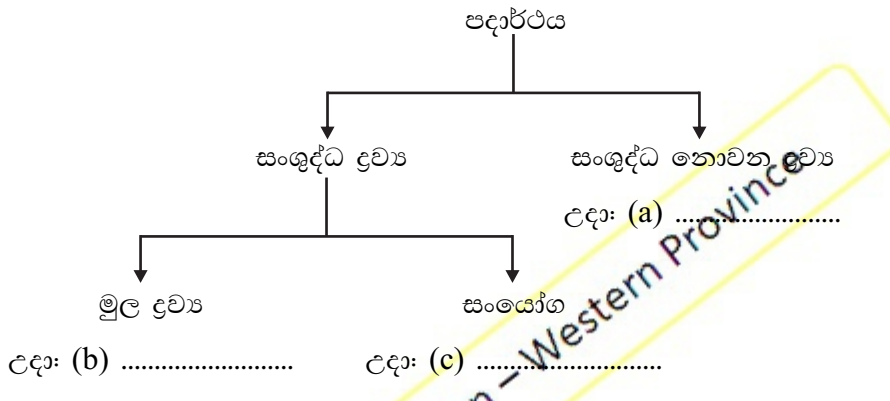 පදාර්ථය
සංශුද්ධ ද්‍රව්‍ය සංශුද්ධ නොවන ද්‍රව්‍ය
උදා: (a) ........................
මුල ද්‍රව්‍ය සංයෝග
උදා: (b) ......................... උදා: (c) ...........................
n – Western Province